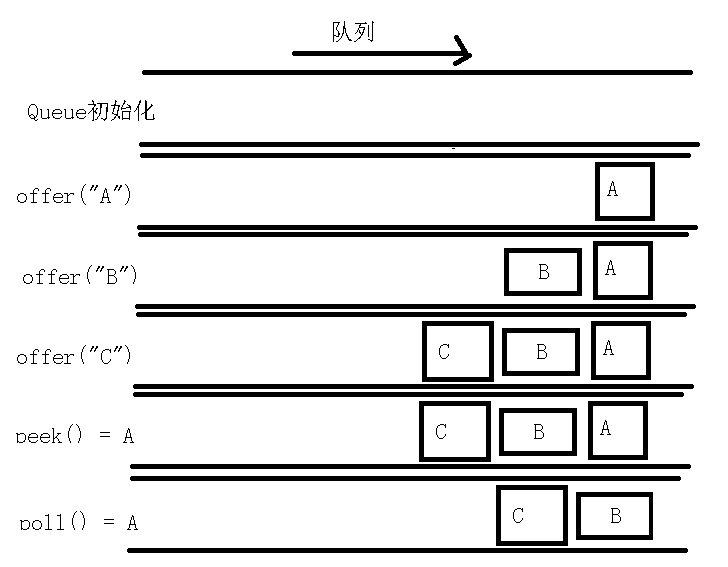 队列
Queue初始化
offer("A")
A
offer("B")
B A
offer("C")
C B A
peek() = A
C B A
poll() = A
C B